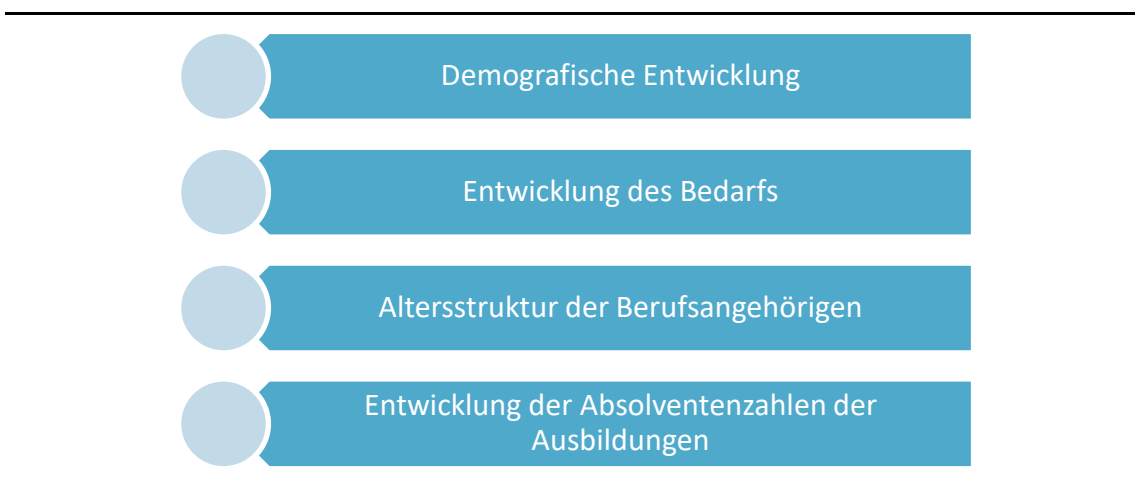 Demografische Entwicklung
Entwicklung des Bedarfs
Altersstruktur der Berufsangehörigen
Entwicklung der Absolventenzahlen der
Ausbildungen